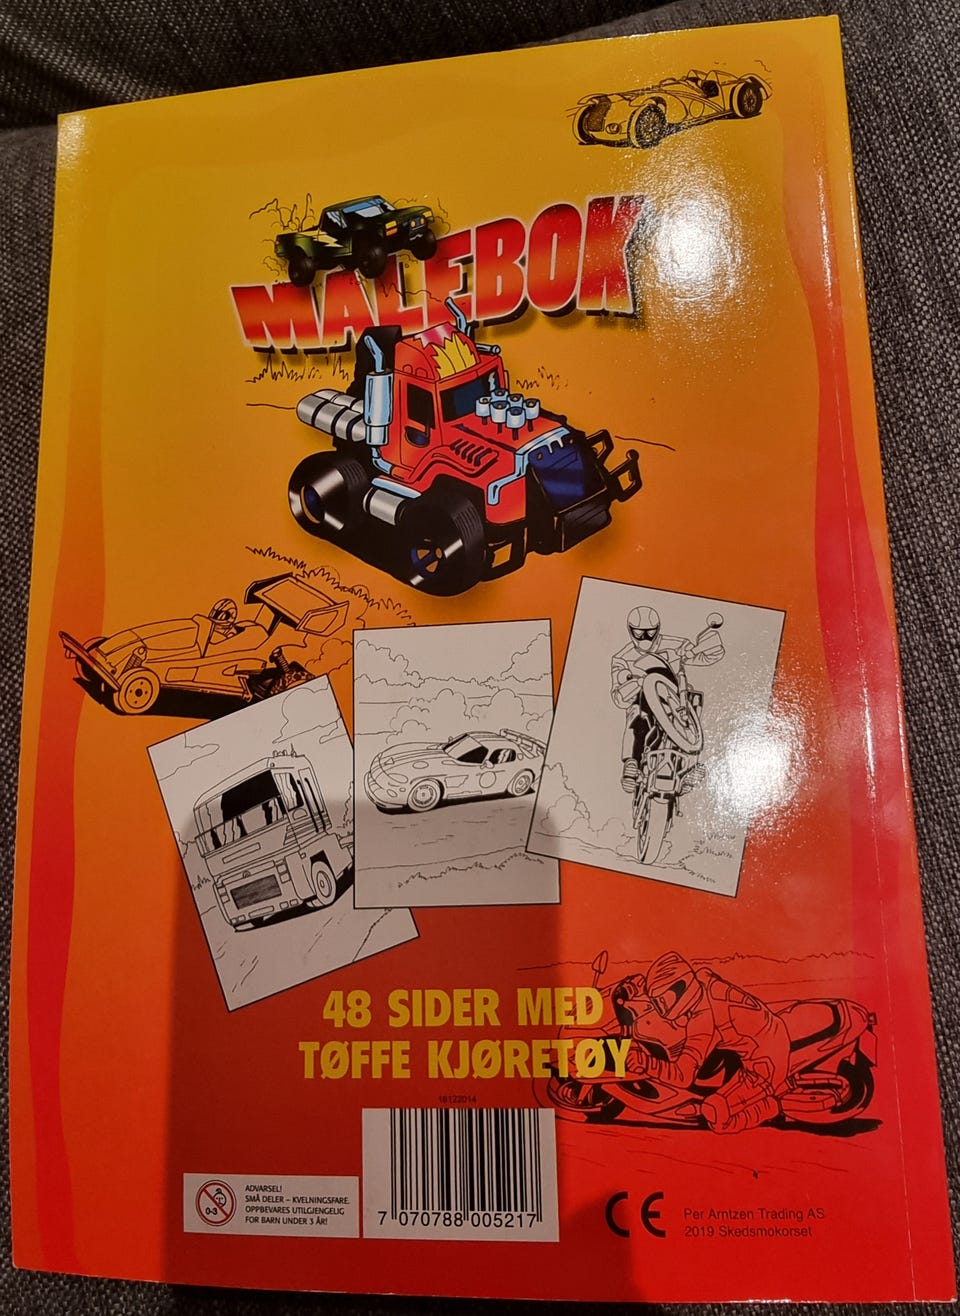 MALEBOK
48 SIDER MED
TØFFE KJØRETØY
18122014
0-3
ADVARSEL!
SMÅ DELER – KVELNINGSFARE.
OPPBEVARES UTILGJENGELIG
FOR BARN UNDER 3 ÅR!
7 070788 005217
CE
Per Arntzen Trading AS
2019 Skedsmokorset